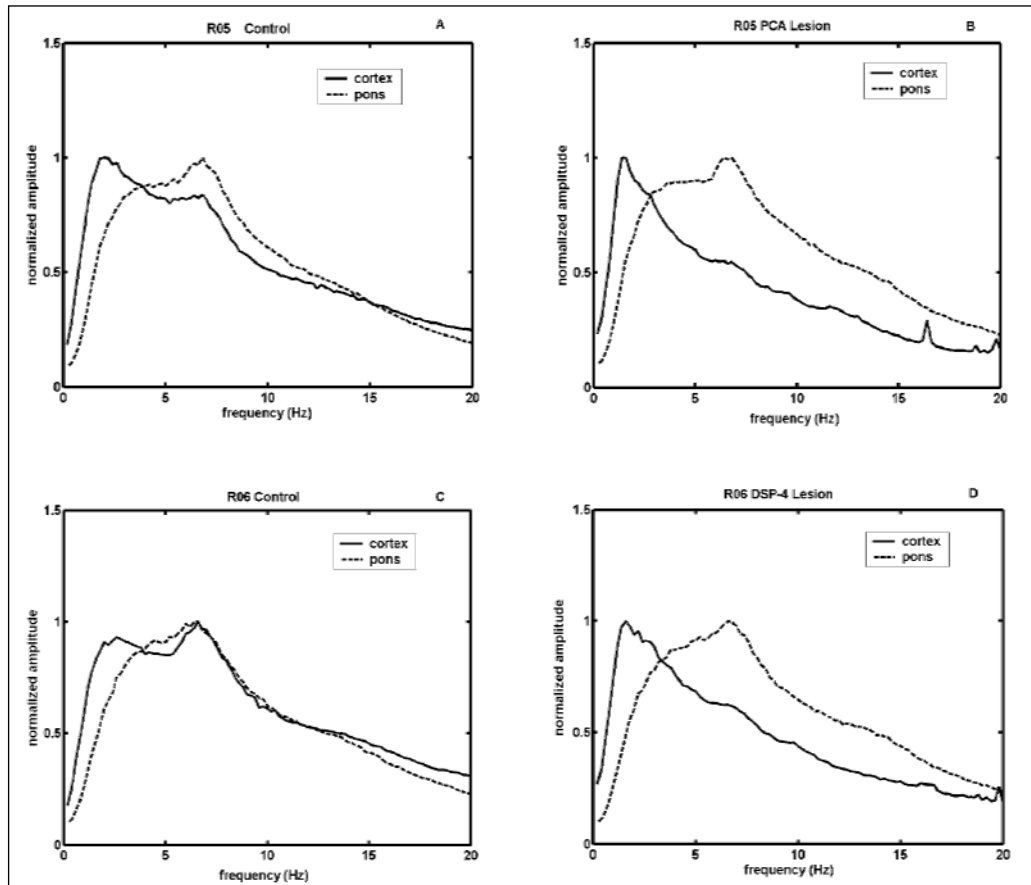 R05 Control A
1.5
cortex
pons
1
normalized amplitude
0.5
0
0 5 10 15 20
frequency (Hz)
R05 PCA Lesion B
1.5
cortex
pons
1
normalized amplitude
0.5
0
0 5 10 15 20
frequency (Hz)
R06 Control C
1.5
cortex
pons
1
normalized amplitude
0.5
0
0 5 10 15 20
frequency (Hz)
R06 DSP-4 Lesion D
1.5
cortex
pons
1
normalized amplitude
0.5
0
0 5 10 15 20
frequency (Hz)